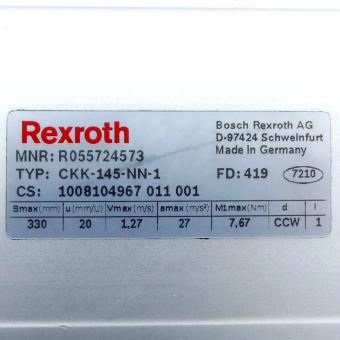 Rexroth
Bosch Rexroth AG
D-97424 Schweinfurt
Made in Germany
MNR: R055724573
TYP: CKK-145-NN-1 FD: 419 7210
CS: 1008104967 011 001
Smax(mm) u(mm/U) Vmax(m/s) amax(m/s²) M1max(Nm) d i
330 20 1,27 27 7,67 CCW 1